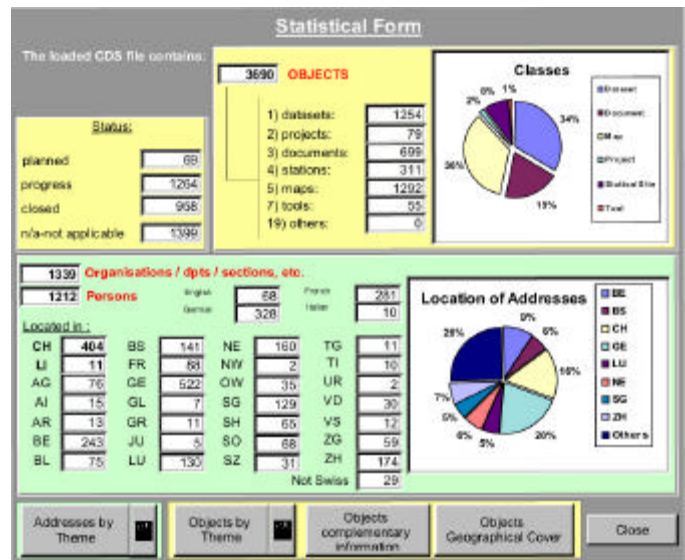 Statistical Form
The loaded CDS file contains:
3690 OBJECTS
1) datasets: 1254
2) projects: 79
3) documents: 699
4) stations: 311
5) maps: 1292
7) tools: 55
19) others: 0
Status:
planned 69
progress 1264
closed 958
n/a-not applicable 1399
Classes
0% 1%
2%
34%
36%
19%
Dataset
Document
Map
Project
Tool
1339 Organisations / dpts / sections, etc.
1212 Persons
English 68 French 281
German 328 Italian 10
Located in :
CH 404 BS 141 NE 160 TG 11
LI 11 FR 68 NW 2 TI 10
AG 76 GE 522 OW 35 UR 2
AI 15 GL 7 SG 129 VD 30
AR 13 GR 11 SH 65 VS 12
BE 243 JU 5 SO 68 ZG 59
BL 75 LU 130 SZ 31 ZH 174
Not Swiss 29
Location of Addresses
9%
6%
16%
20%
5%
6%
5%
7%
BE
BS
CH
GE
LU
NE
SG
ZH
Others
Addresses by Theme
Objects by Theme
Objects complementary information
Objects Geographical Cover
Close